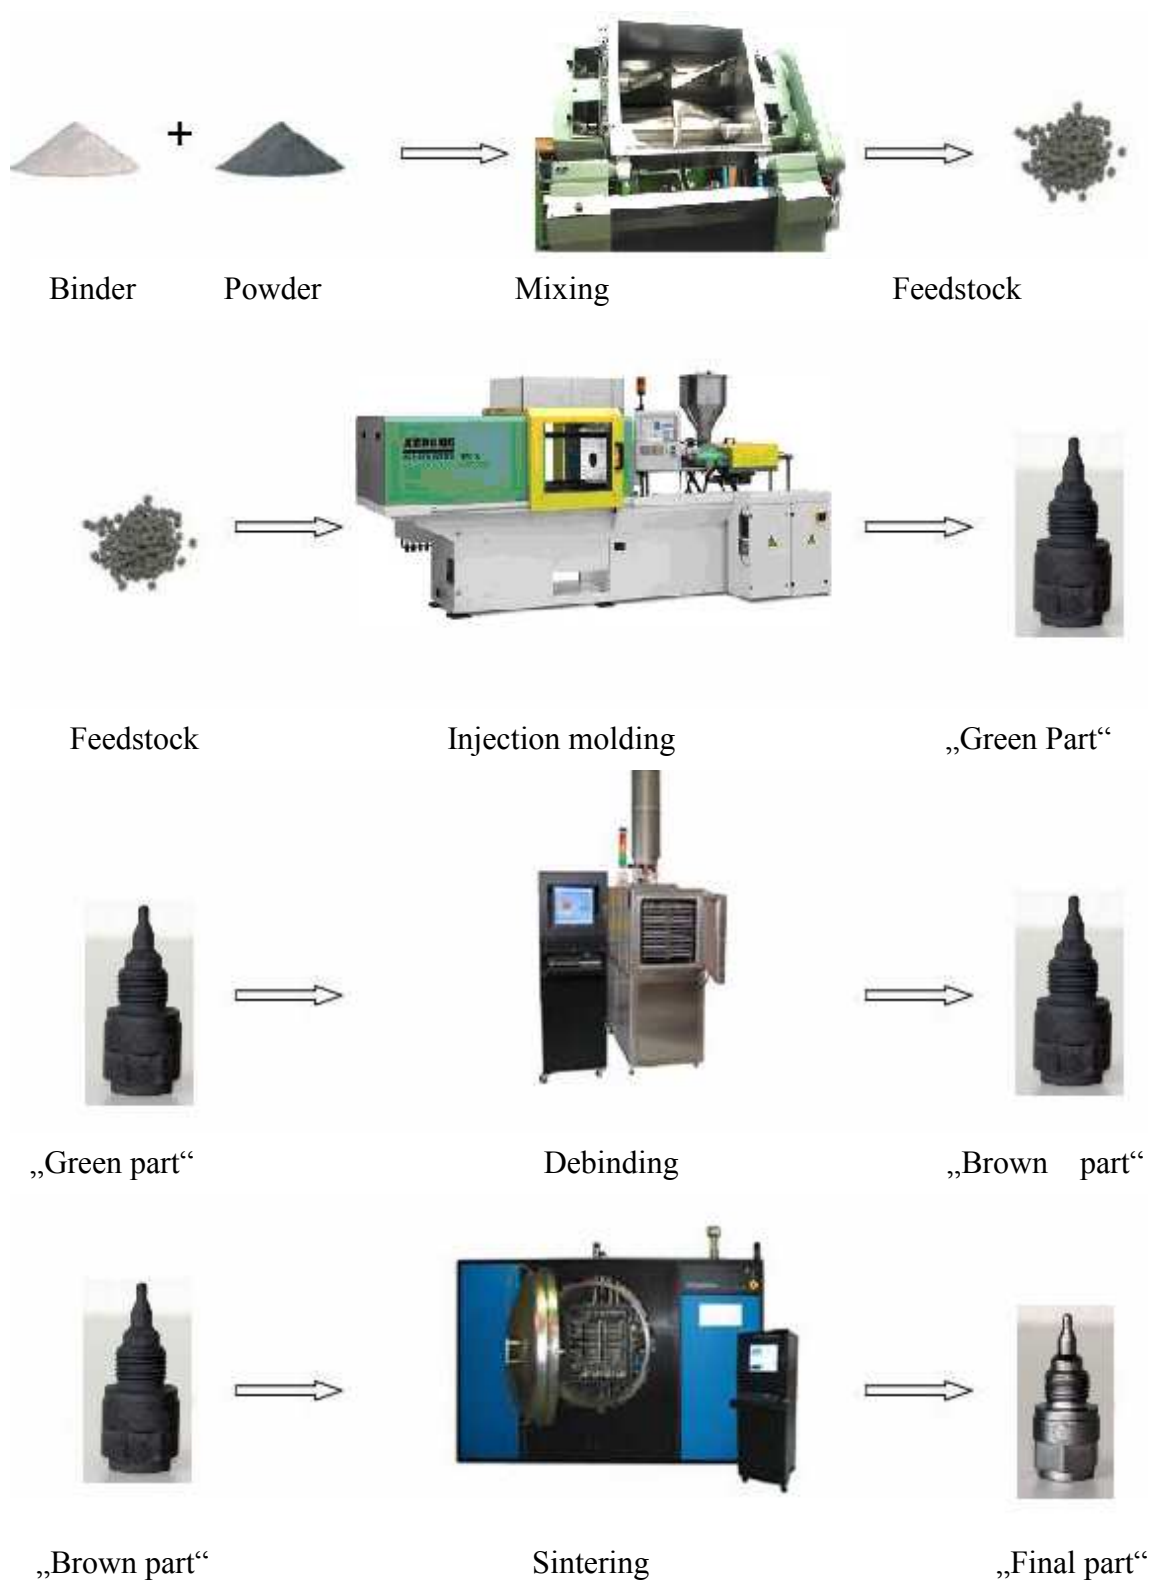 +
Binder Powder Mixing Feedstock
Feedstock Injection molding „Green Part“
„Green part“ Debinding „Brown part“
„Brown part“ Sintering „Final part“